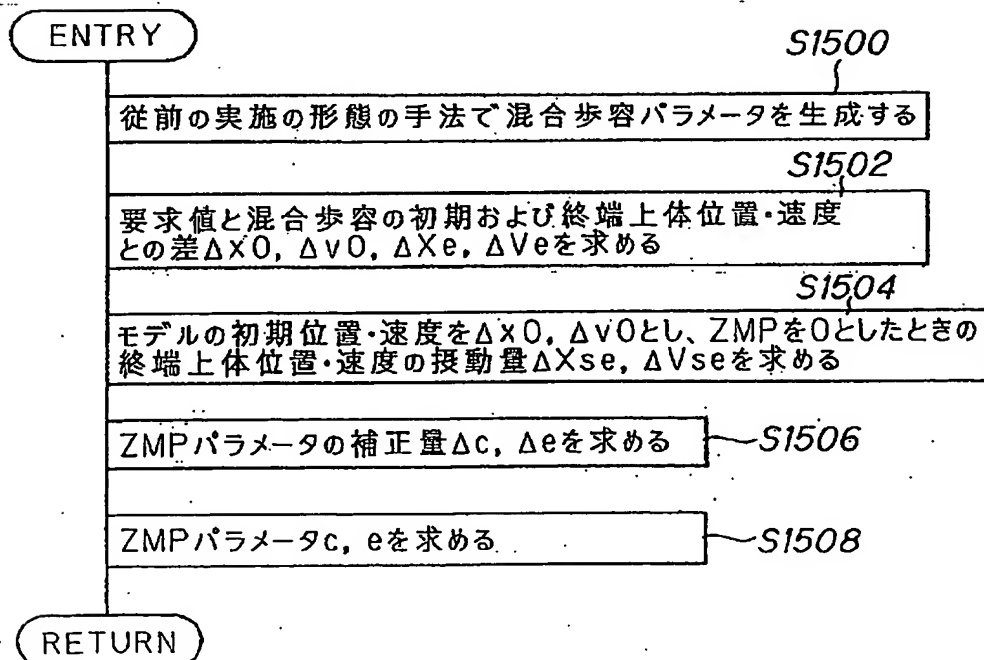 ENTRY
S1500
従前の実施の形態の手法で混合歩容パラメータを生成する
S1502
要求値と混合歩容の初期および終端上体位置・速度
との差Δx0, Δv0, ΔXe, ΔVeを求める
S1504
モデルの初期位置・速度をΔx0, Δv0とし、ZMPを0としたときの
終端上体位置・速度の摂動量ΔXse, ΔVseを求める
ZMPパラメータの補正量Δc, Δeを求める
S1506
ZMPパラメータc, eを求める
S1508
RETURN